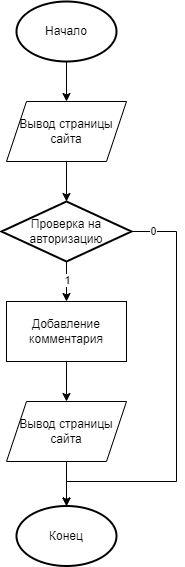 Начало
Вывод страницы
сайта
Проверка на
авторизацию
0
1
Добавление
комментария
Вывод страницы
сайта
Конец